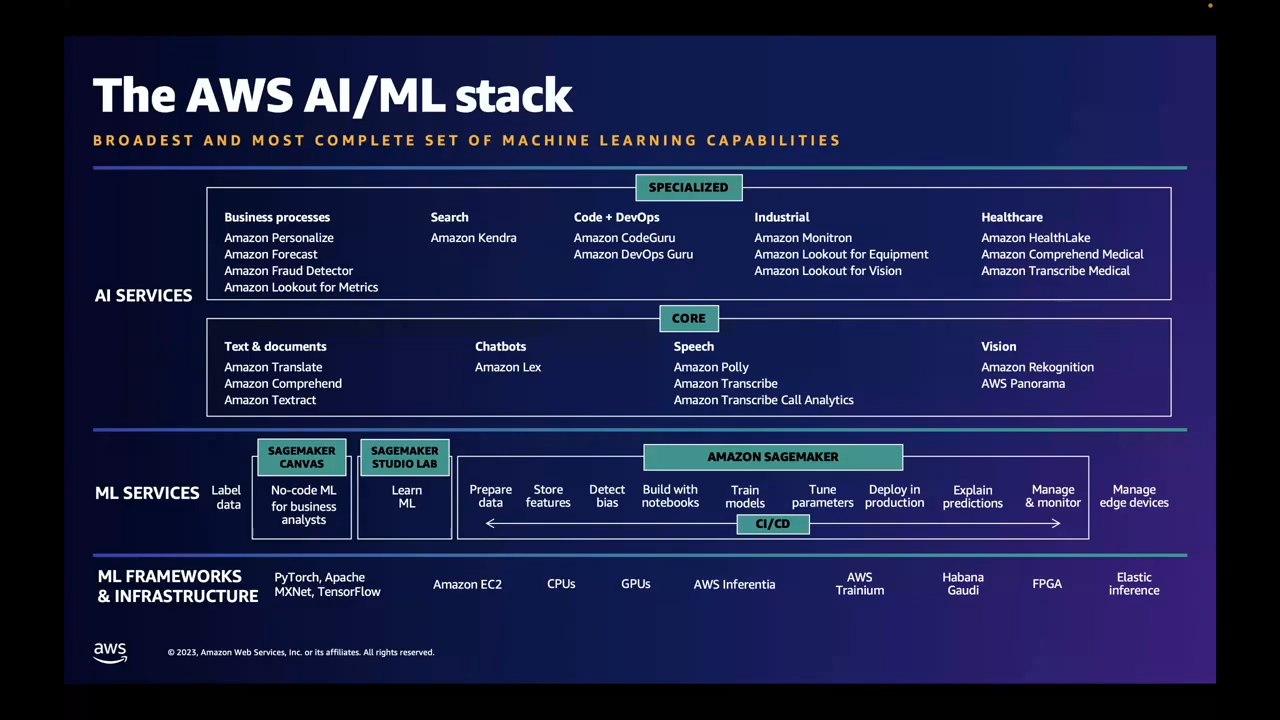 The AWS AI/ML stack
BROADEST AND MOST COMPLETE SET OF MACHINE LEARNING CAPABILITIES
AI SERVICES
SPECIALIZED
Business processes
Amazon Personalize
Amazon Forecast
Amazon Fraud Detector
Amazon Lookout for Metrics
Search
Amazon Kendra
Code + DevOps
Amazon CodeGuru
Amazon DevOps Guru
Industrial
Amazon Monitron
Amazon Lookout for Equipment
Amazon Lookout for Vision
Healthcare
Amazon HealthLake
Amazon Comprehend Medical
Amazon Transcribe Medical
CORE
Text & documents
Amazon Translate
Amazon Comprehend
Amazon Textract
Chatbots
Amazon Lex
Speech
Amazon Polly
Amazon Transcribe
Amazon Transcribe Call Analytics
Vision
Amazon Rekognition
AWS Panorama
ML SERVICES
Label
data
SAGEMAKER
CANVAS
No-code ML
for business
analysts
SAGEMAKER
STUDIO LAB
Learn
ML
AMAZON SAGEMAKER
Prepare
data
Store
features
Detect
bias
Build with
notebooks
Train
models
Tune
parameters
Deploy in
production
Explain
predictions
Manage
& monitor
CI/CD
Manage
edge devices
ML FRAMEWORKS
& INFRASTRUCTURE
PyTorch, Apache
MXNet, TensorFlow
Amazon EC2
CPUs
GPUs
AWS Inferentia
AWS
Trainium
Habana
Gaudi
FPGA
Elastic
inference
aws
© 2023, Amazon Web Services, Inc. or its affiliates. All rights reserved.